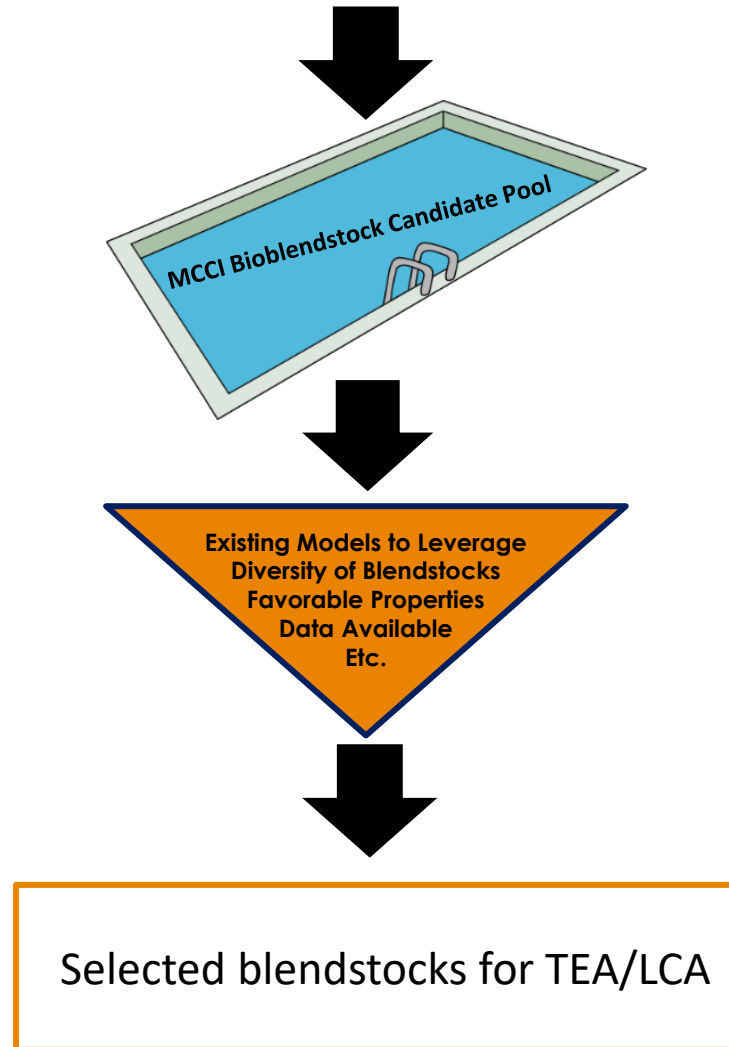 MCCI Bioblendstock Candidate Pool
Existing Models to Leverage
Diversity of Blendstocks
Favorable Properties
Data Available
Etc.
Selected blendstocks for TEA/LCA